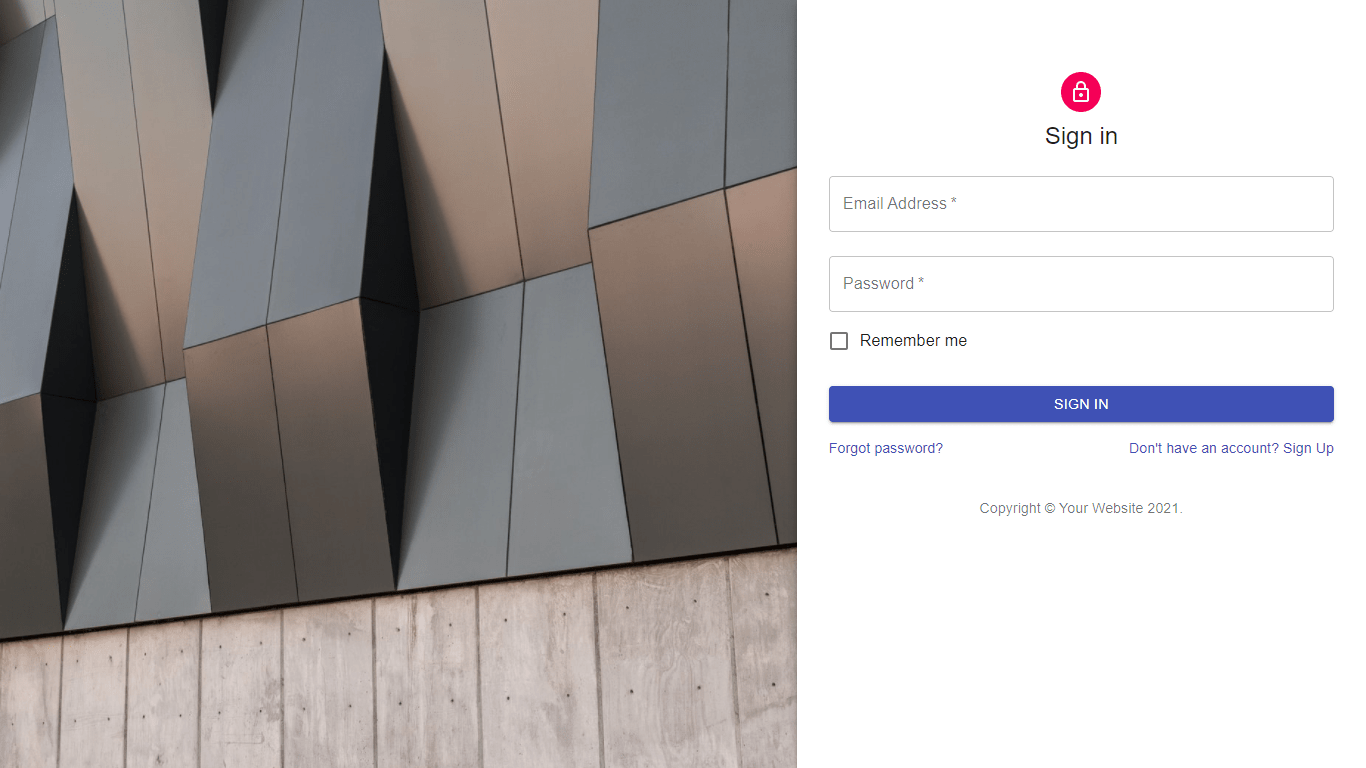 Sign in
Email Address *
Password *
Remember me
SIGN IN
Forgot password?
Don't have an account? Sign Up
Copyright © Your Website 2021.